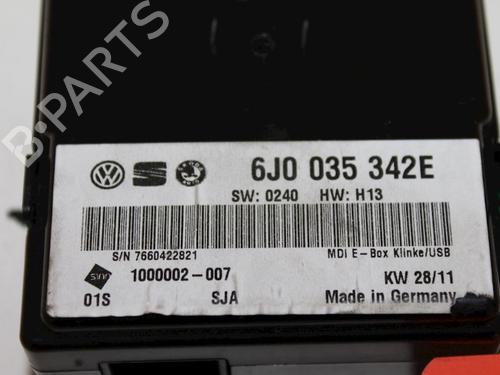 B-PARTS
6J0 035 342E
SW: 0240 HW: H13
S/N 7660422821 MDI E-Box Klinke/USB
1000002-007 KW 28/11
01S SJA Made in Germany